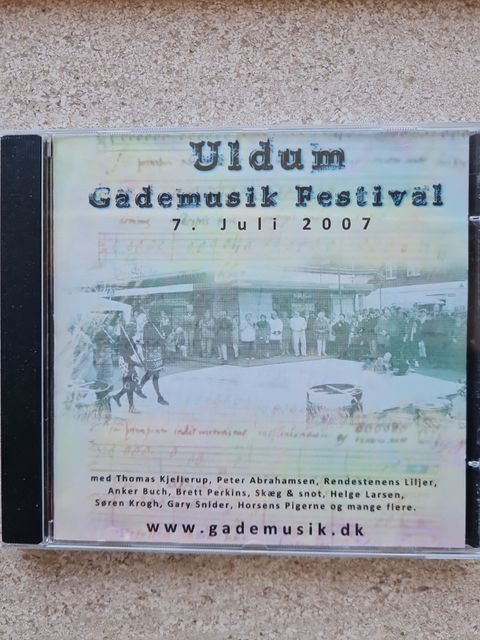 Uldum
Gademusik Festival
7. Juli 2007
med Thomas Kjellerup, Peter Abrahamsen, Rendestenens Liljer,
Anker Buch, Brett Perkins, Skæg & snot, Helge Larsen,
Søren Krogh, Gary Snider, Horsens Pigerne og mange flere.
www.gademusik.dk